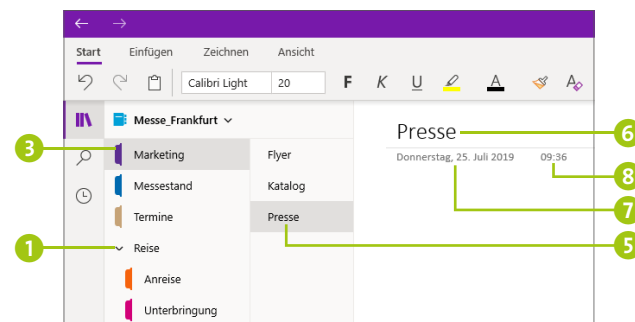 Start Einfügen Zeichnen Ansicht
Calibri Light 20 F K U A A
Messe_Frankfurt
Presse 6
3 Marketing Flyer Donnerstag, 25. Juli 2019 09:36
8
Messestand Katalog
7
Termine Presse
1 Reise 5
Anreise
Unterbringung